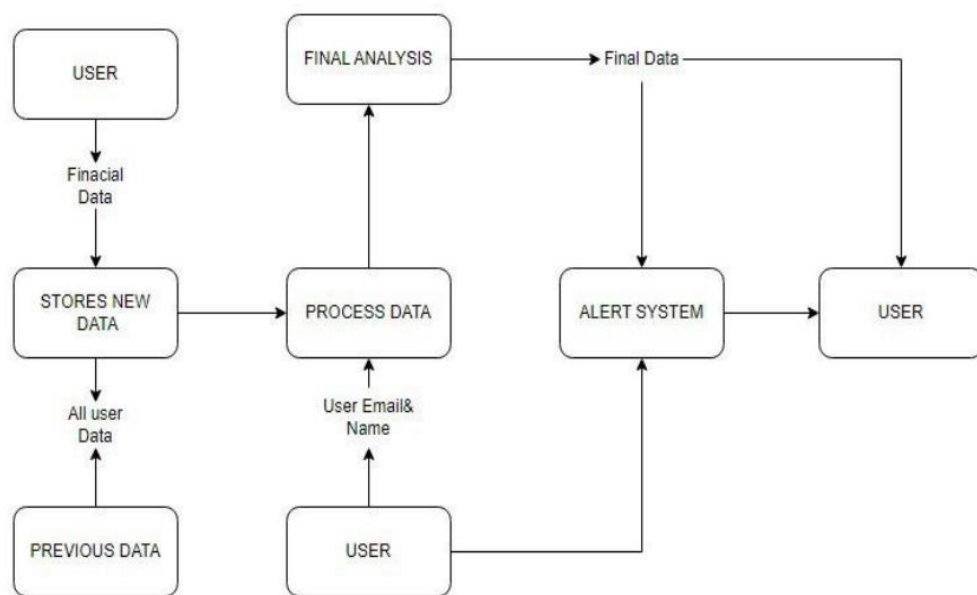 USER
FINAL ANALYSIS
Final Data
Finacial
Data
STORES NEW
DATA
PROCESS DATA
ALERT SYSTEM
USER
All user
Data
User Email&
Name
PREVIOUS DATA
USER